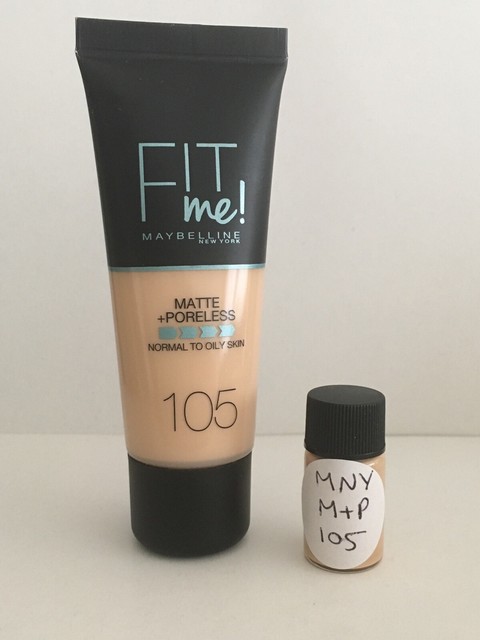 FIT
me!
MAYBELLINE
NEW YORK
MATTE
+PORELESS
NORMAL TO OILY SKIN
105
MNY
M+P
105